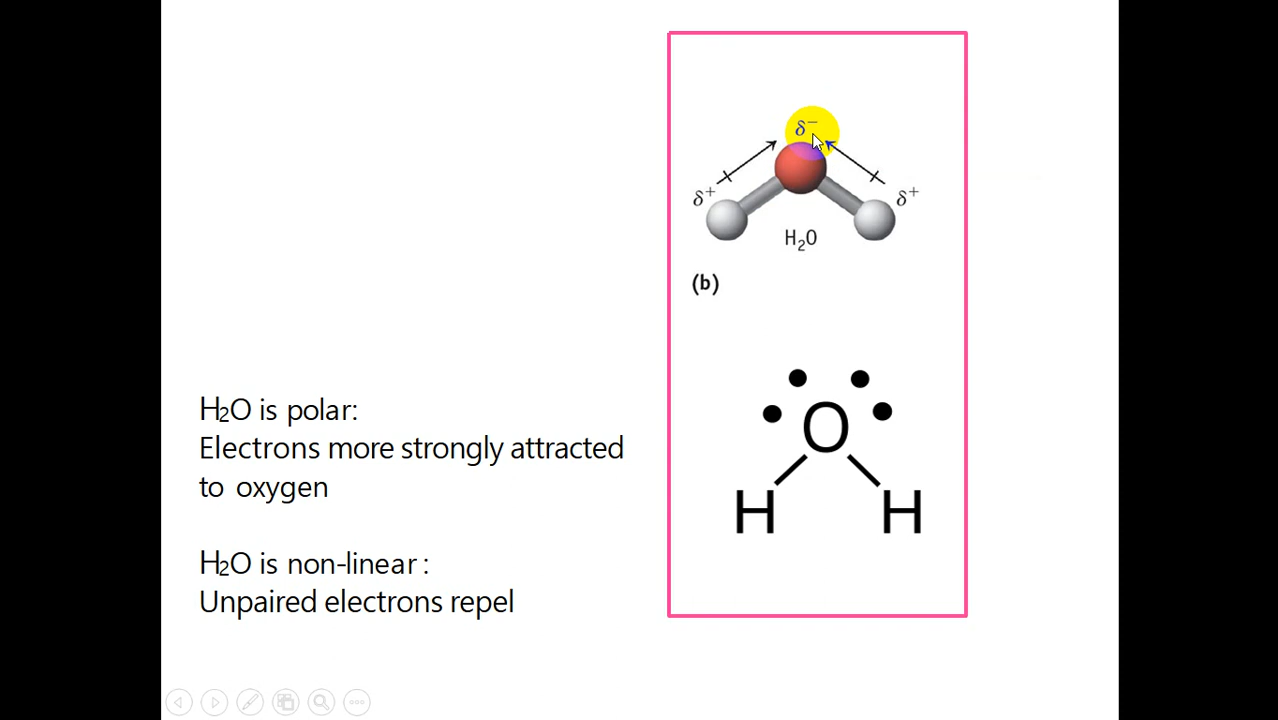 H₂O is polar:
Electrons more strongly attracted
to oxygen
H₂O is non-linear :
Unpaired electrons repel
δ−
δ+
δ+
H₂O
(b)
O
H H